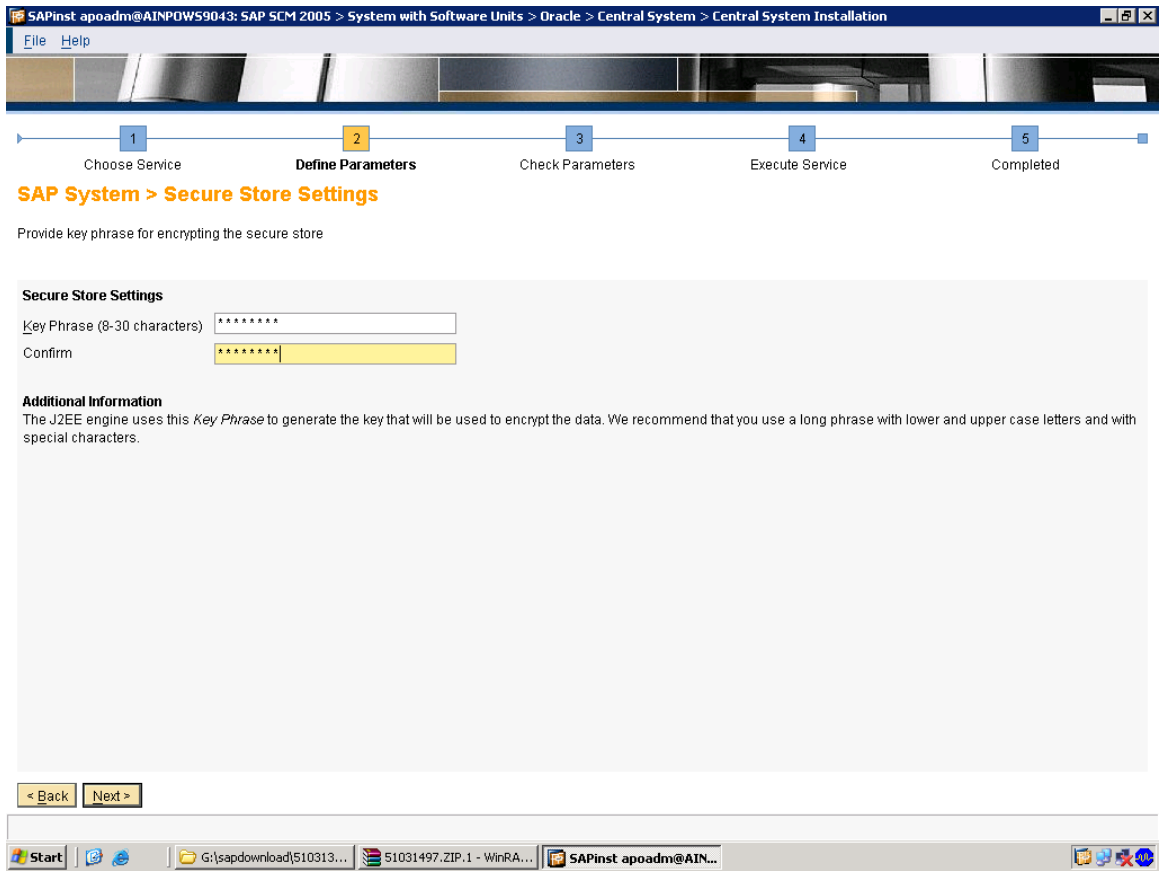 SAPinst apoadm@AINPOWS9043: SAP SCM 2005 > System with Software Units > Oracle > Central System > Central System Installation
File Help
1 2 3 4 5
Choose Service Define Parameters Check Parameters Execute Service Completed
SAP System > Secure Store Settings
Provide key phrase for encrypting the secure store
Secure Store Settings
Key Phrase (8-30 characters) ********
Confirm ********
Additional Information
The J2EE engine uses this Key Phrase to generate the key that will be used to encrypt the data. We recommend that you use a long phrase with lower and upper case letters and with
special characters.
< Back Next >
Start G:\sapdownload\510313... 51031497.ZIP.1 - WinRA... SAPinst apoadm@AIN...